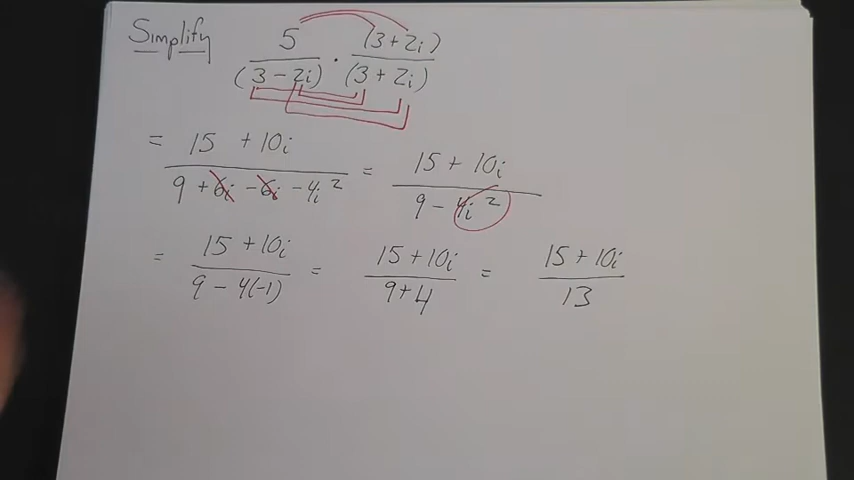 Simplify 5/(3 - 2i) · (3 + 2i)/(3 + 2i)
= (15 + 10i)/(9 + 6i - 6i - 4i²) = (15 + 10i)/(9 - 4i²)
= (15 + 10i)/(9 - 4(-1)) = (15 + 10i)/(9 + 4) = (15 + 10i)/13